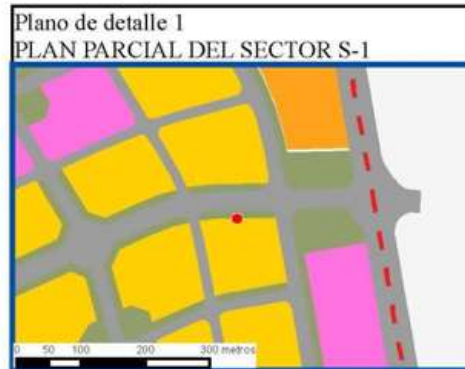 Plano de detalle 1
PLAN PARCIAL DEL SECTOR S-1
0 50 100 200 300 metros